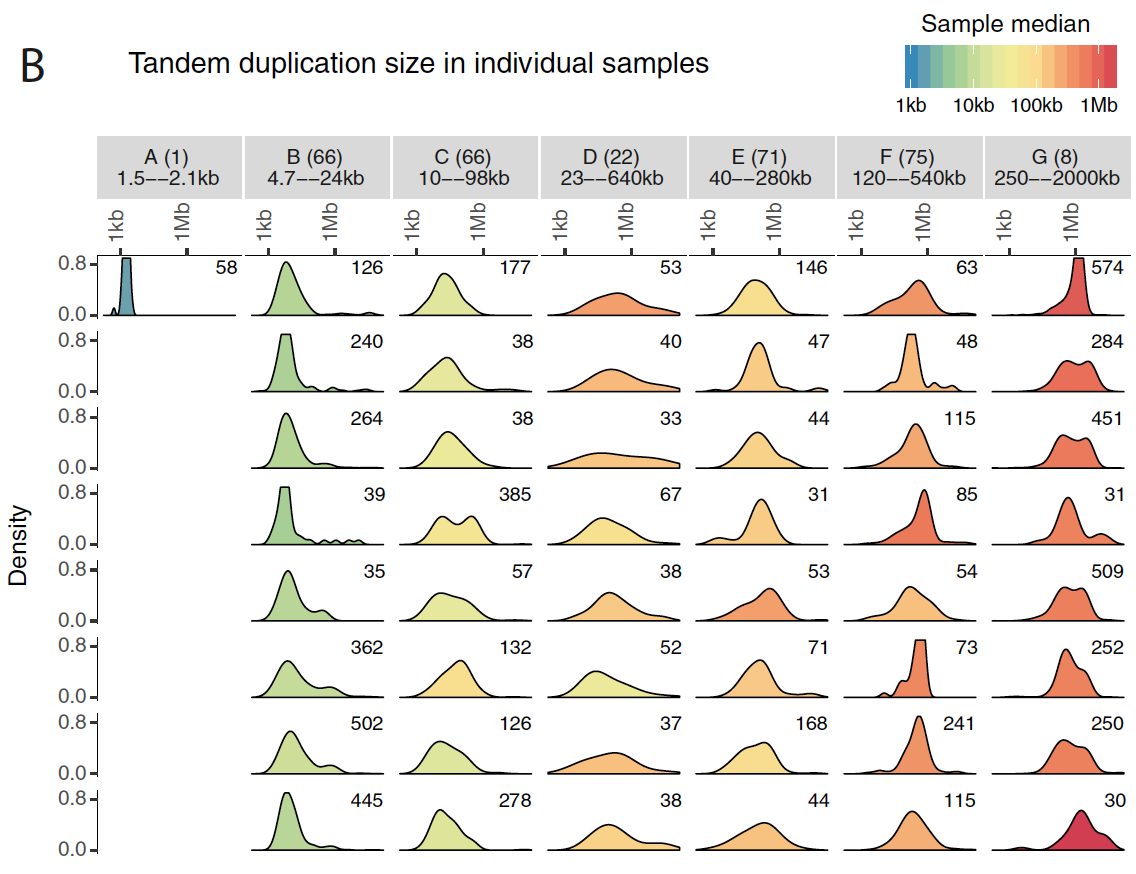 Sample median
B Tandem duplication size in individual samples
1kb 10kb 100kb 1Mb
A (1) B (66) C (66) D (22) E (71) F (75) G (8)
1.5−−2.1kb 4.7−−24kb 10−−98kb 23−−640kb 40−−280kb 120−−540kb 250−−2000kb
1kb 1Mb 1kb 1Mb 1kb 1Mb 1kb 1Mb 1kb 1Mb 1kb 1Mb 1kb 1Mb
0.8 58 126 177 53 146 63 574
0.0
0.8 240 38 40 47 48 284
0.0
0.8 264 38 33 44 115 451
0.0
0.8 39 385 67 31 85 31
0.0
Density
0.8 35 57 38 53 54 509
0.0
0.8 362 132 52 71 73 252
0.0
0.8 502 126 37 168 241 250
0.0
0.8 445 278 38 44 115 30
0.0